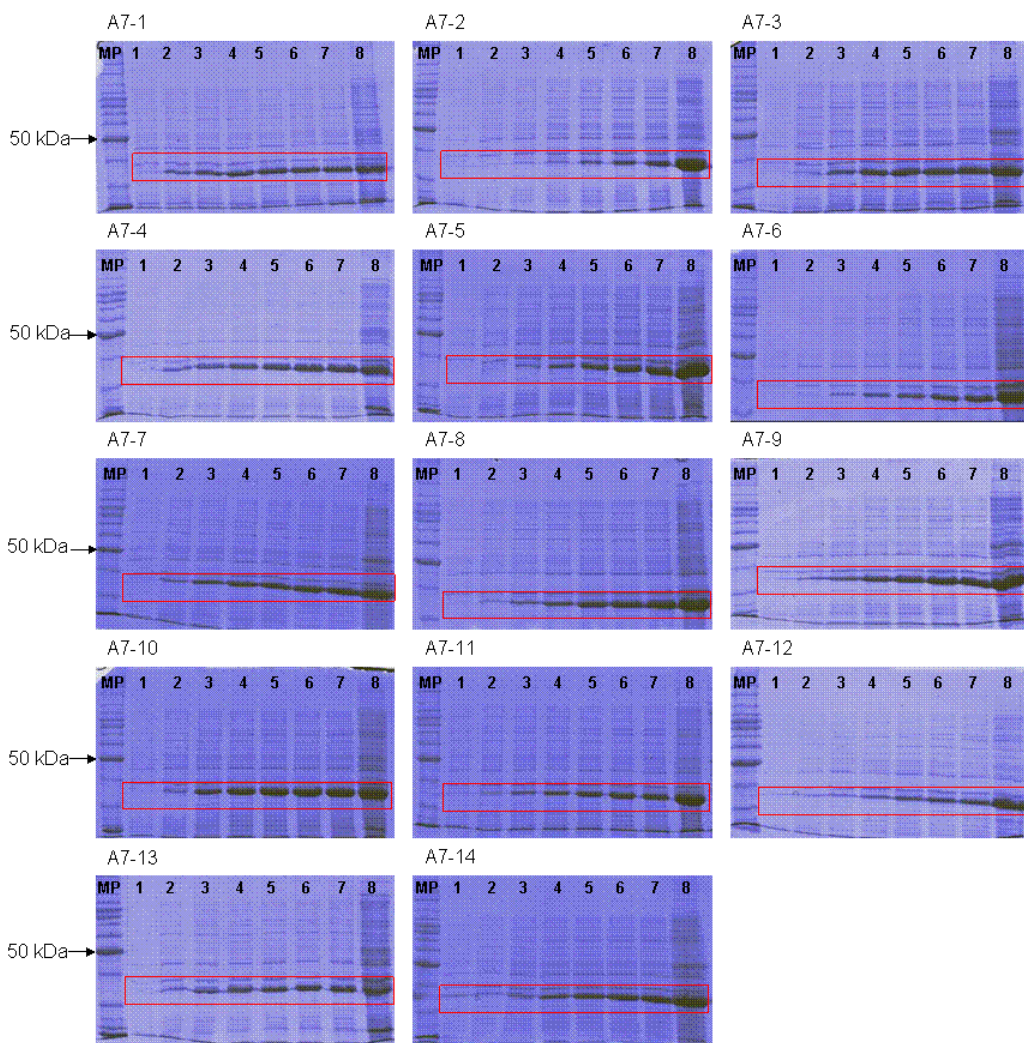 A7-1 A7-2 A7-3
MP 1 2 3 4 5 6 7 8 MP 1 2 3 4 5 6 7 8 MP 1 2 3 4 5 6 7 8
50 kDa
A7-4 A7-5 A7-6
MP 1 2 3 4 5 6 7 8 MP 1 2 3 4 5 6 7 8 MP 1 2 3 4 5 6 7 8
50 kDa
A7-7 A7-8 A7-9
MP 1 2 3 4 5 6 7 8 MP 1 2 3 4 5 6 7 8 MP 1 2 3 4 5 6 7 8
50 kDa
A7-10 A7-11 A7-12
MP 1 2 3 4 5 6 7 8 MP 1 2 3 4 5 6 7 8 MP 1 2 3 4 5 6 7 8
50 kDa
A7-13 A7-14
MP 1 2 3 4 5 6 7 8 MP 1 2 3 4 5 6 7 8
50 kDa